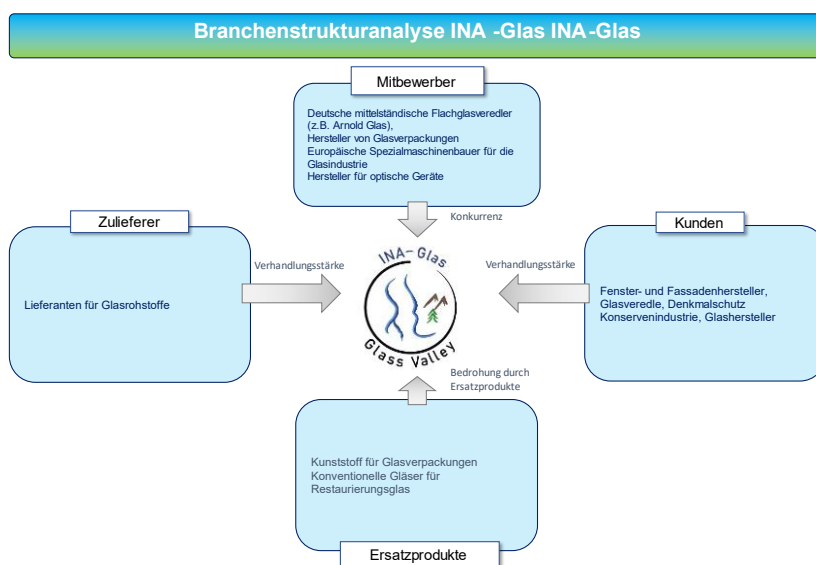 Branchenstrukturanalyse INA -Glas INA-Glas
Mitbewerber
Deutsche mittelständische Flachglasveredler
(z.B. Arnold Glas),
Hersteller von Glasverpackungen
Europäische Spezialmaschinenbauer für die
Glasindustrie
Hersteller für optische Geräte
Konkurrenz
Zulieferer
Lieferanten für Glasrohstoffe
Verhandlungsstärke
INA-Glas
Glass Valley
Verhandlungsstärke
Kunden
Fenster- und Fassadenhersteller,
Glasveredle, Denkmalschutz
Konservenindustrie, Glashersteller
Bedrohung durch
Ersatzprodukte
Kunststoff für Glasverpackungen
Konventionelle Gläser für
Restaurierungsglas
Ersatzprodukte